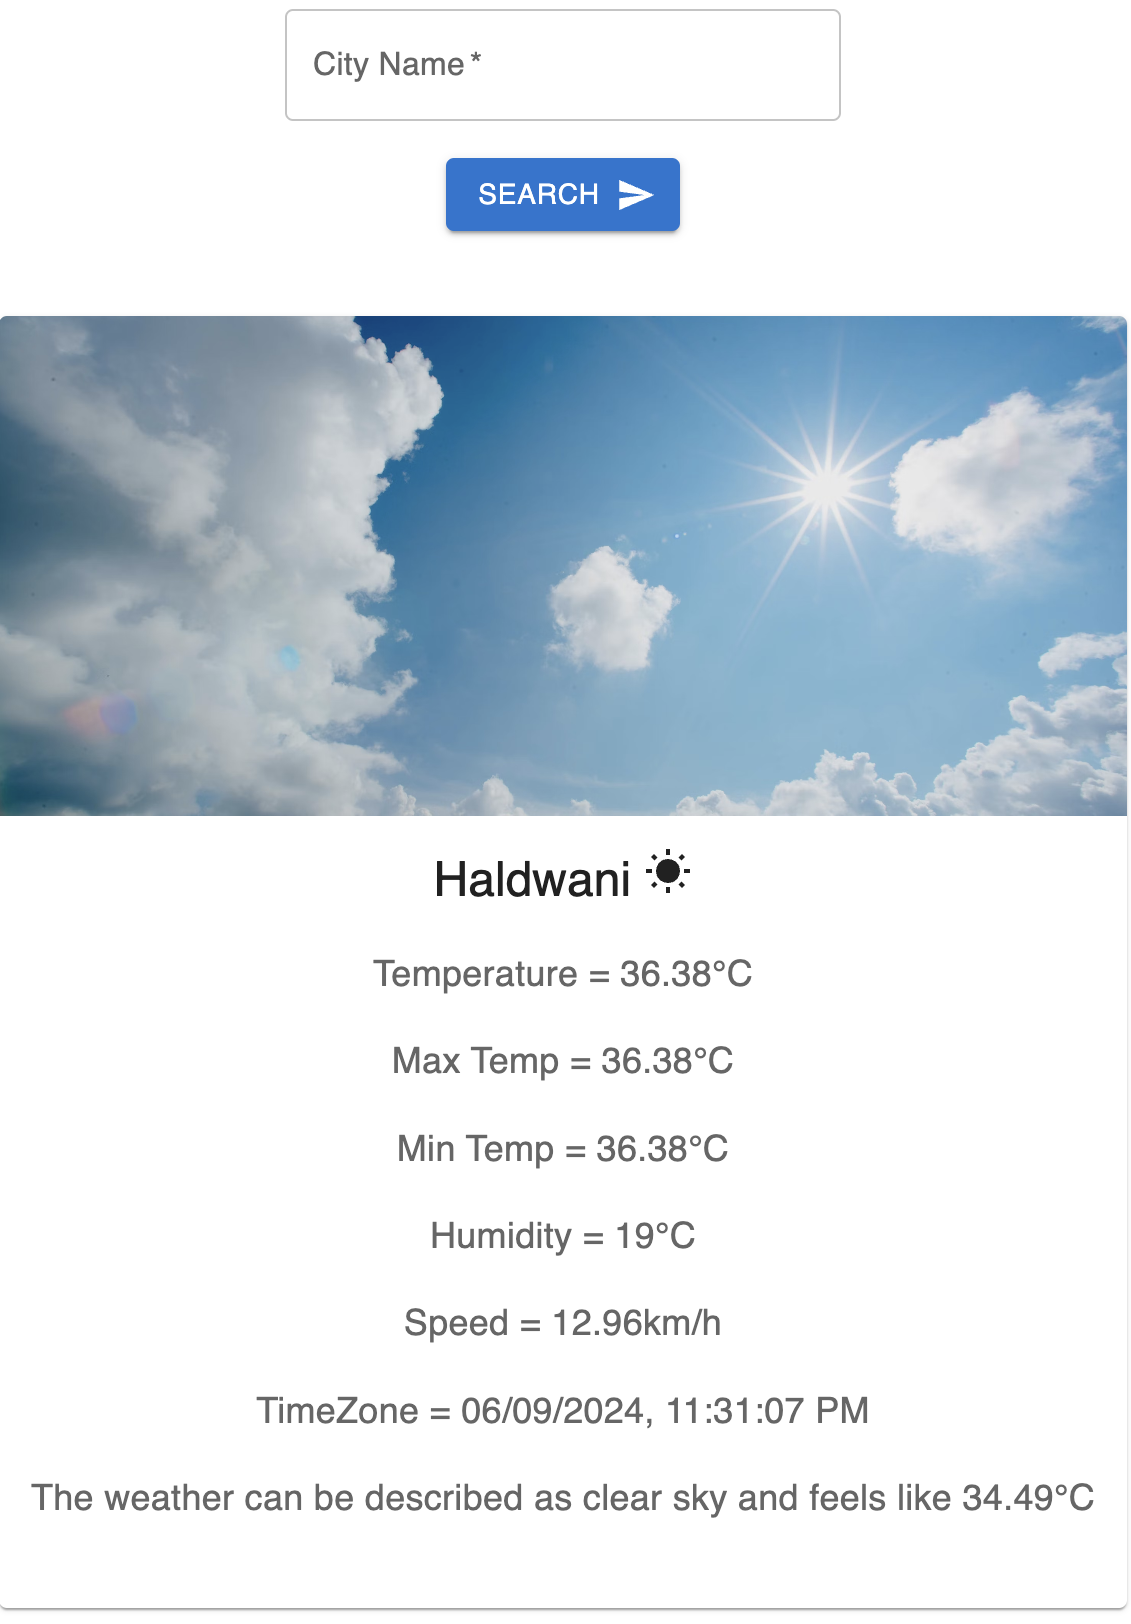 City Name *
SEARCH
Haldwani
Temperature = 36.38°C
Max Temp = 36.38°C
Min Temp = 36.38°C
Humidity = 19°C
Speed = 12.96km/h
TimeZone = 06/09/2024, 11:31:07 PM
The weather can be described as clear sky and feels like 34.49°C